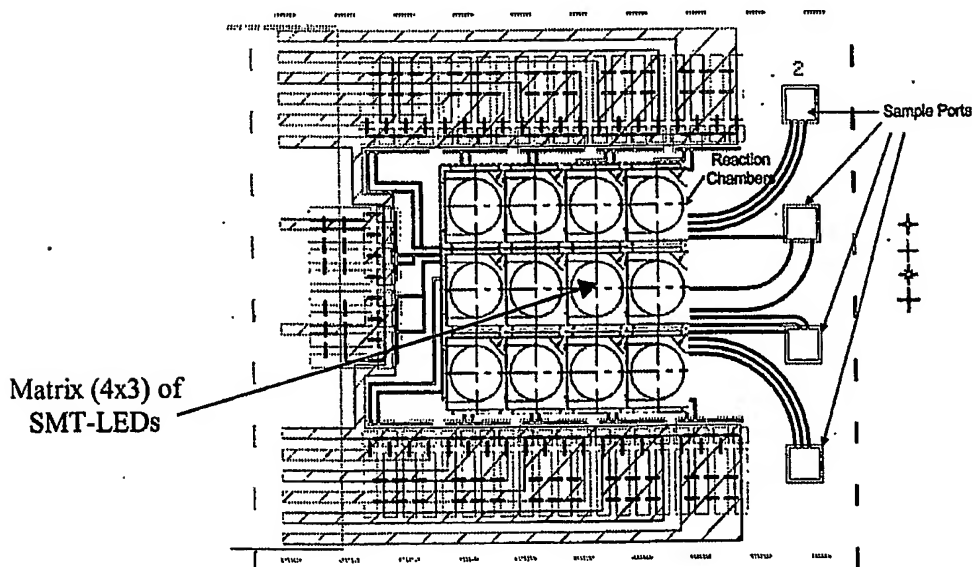 2
Sample Ports
Reaction
Chambers
Matrix (4x3) of
SMT-LEDs